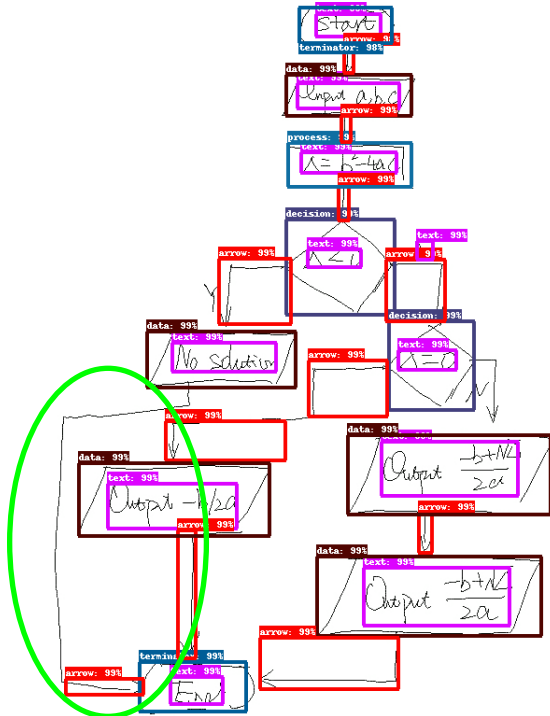 text: 99%
Start
arrow: 98%
terminator: 98%
data: 99%
text: 99%
Input a,b,c
arrow: 99%
process: 99%
text: 99%
λ = b²-4ac
arrow: 99%
decision: 99%
text: 99%
text: 99%
arrow: 99%
arrow: 99%
Y
decision: 99%
data: 99%
text: 99%
No solution
text: 99%
λ=0
arrow: 99%
N
arrow: 99%
data: 99%
text: 99%
Output -b/2a
data: 99%
Output -b+N
2a
arrow: 99%
arrow: 99%
data: 99%
text: 99%
Output -b+N
2a
arrow: 99%
terminator: 99%
arrow: 99%
text: 99%
End